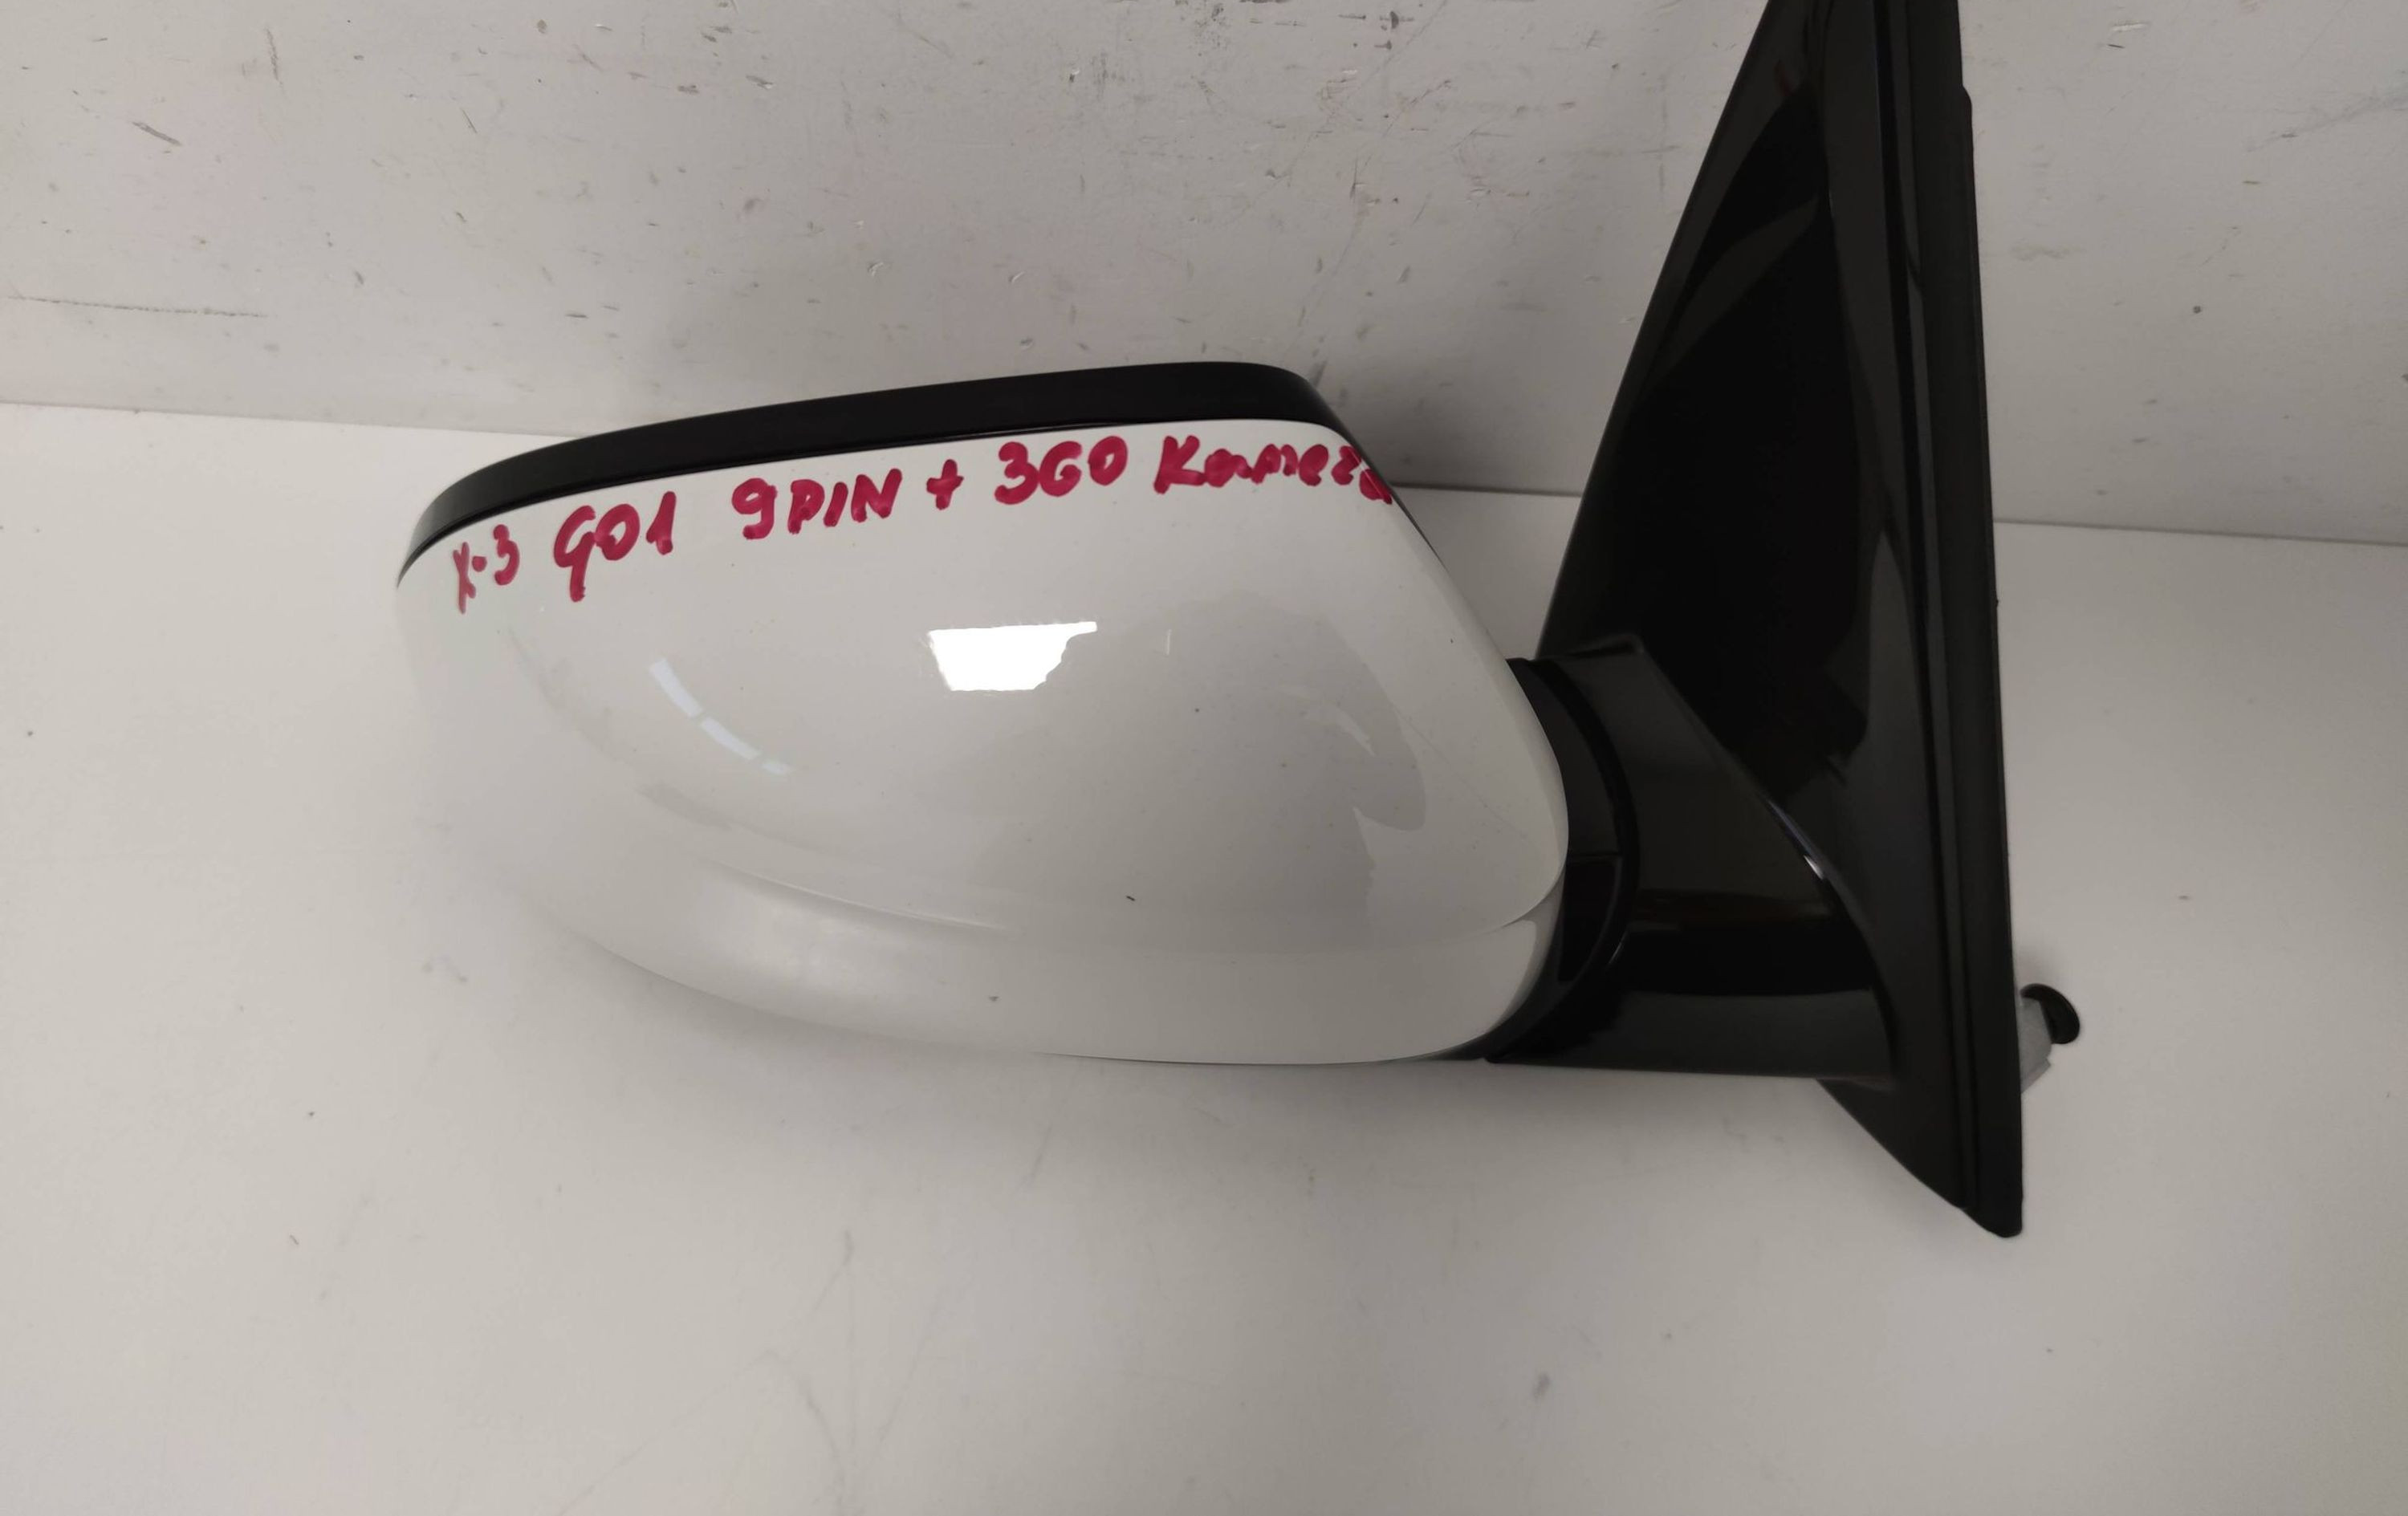 X-3 G01 9PIN + 360 Kamera